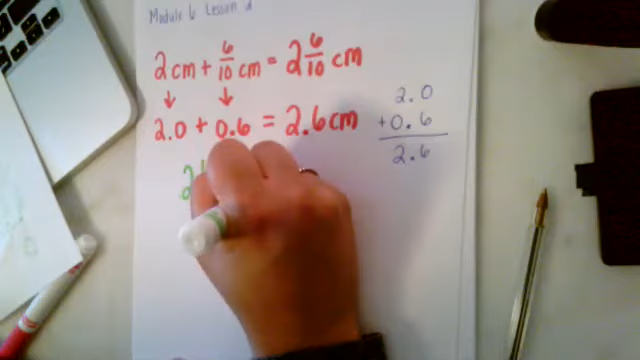 Module 6 Lesson 2
2 cm + 6/10 cm = 2 6/10 cm
↓ ↓
2.0 + 0.6 = 2.6 cm
2.0
+0.6
2.6
2